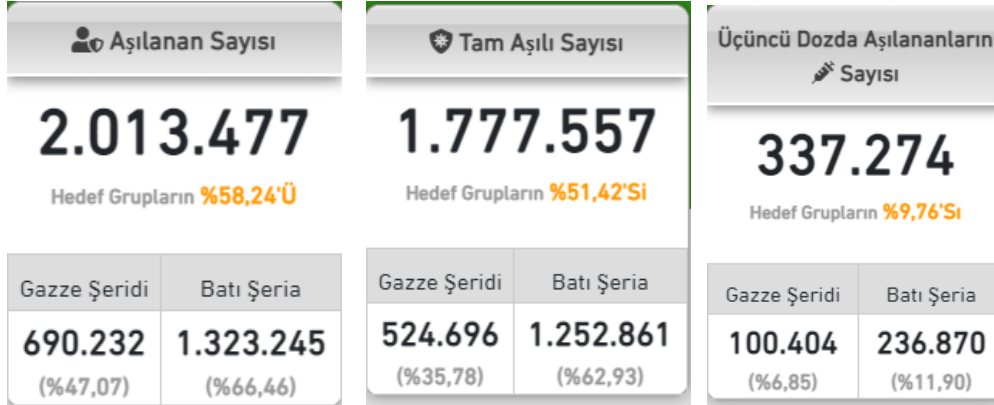 Aşılanan Sayısı
2.013.477
Hedef Grupların %58,24'Ü
Gazze Şeridi Batı Şeria
690.232 1.323.245
(%47,07) (%66,46)
Tam Aşılı Sayısı
1.777.557
Hedef Grupların %51,42'Si
Gazze Şeridi Batı Şeria
524.696 1.252.861
(%35,78) (%62,93)
Üçüncü Dozda Aşılananların
Sayısı
337.274
Hedef Grupların %9,76'Sı
Gazze Şeridi Batı Şeria
100.404 236.870
(%6,85) (%11,90)